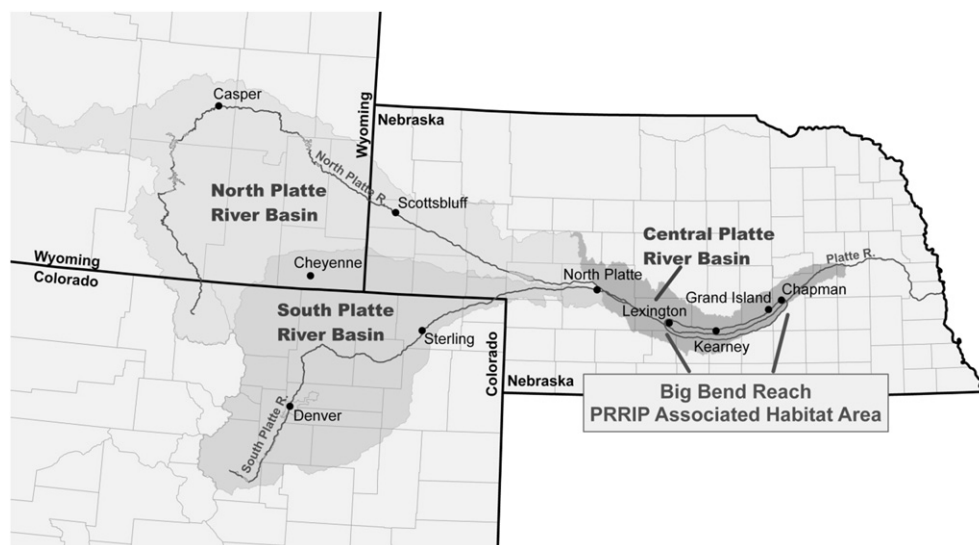 Casper
Wyoming
Nebraska
North Platte R.
North Platte
River Basin
Scottsbluff
Wyoming
Colorado
Cheyenne
Central Platte
River Basin
Platte R.
North Platte
Grand Island
Chapman
Lexington
South Platte
River Basin
Sterling
Kearney
Colorado
Nebraska
Big Bend Reach
PRRIP Associated Habitat Area
Denver
South Platte R.